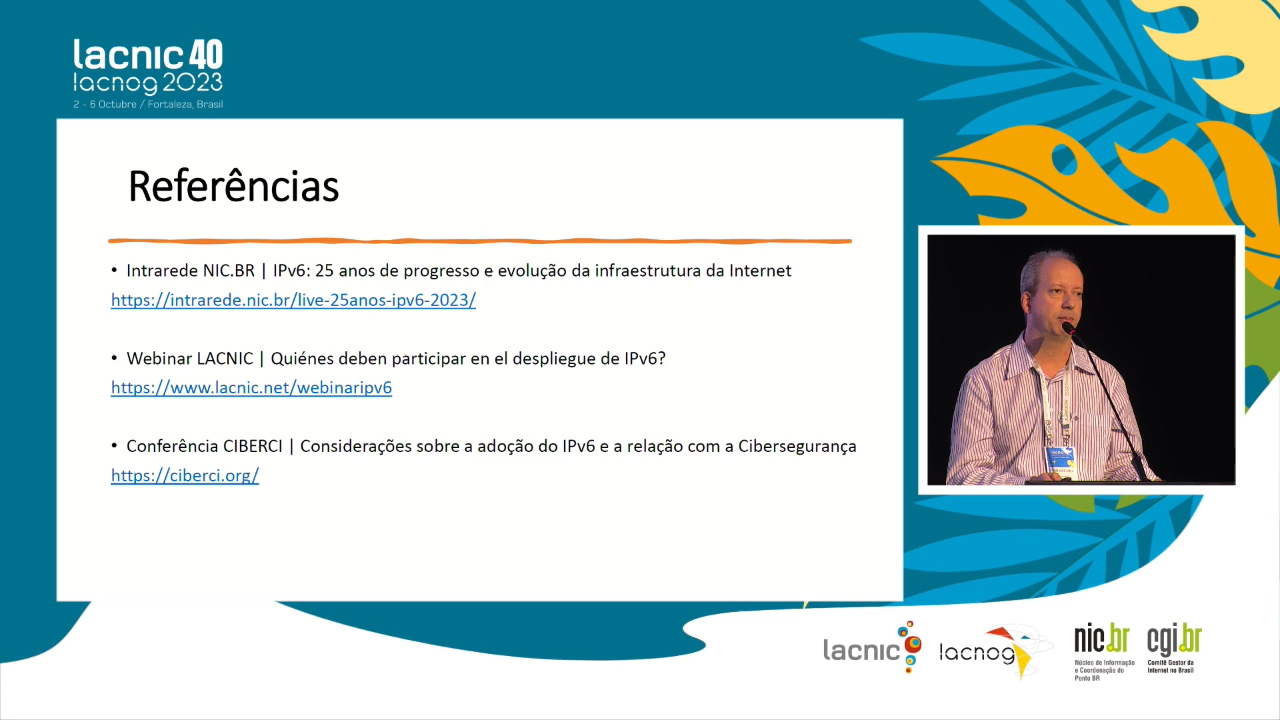 lacnic 40
lacnog 2023
2 - 6 Octubre / Fortaleza, Brasil
Referências
• Intrarede NIC.BR | IPv6: 25 anos de progresso e evolução da infraestrutura da Internet
https://intrarede.nic.br/live-25anos-ipv6-2023/
• Webinar LACNIC | Quiénes deben participar en el despliegue de IPv6?
https://www.lacnic.net/webinaripv6
• Conferência CIBERCI | Considerações sobre a adoção do IPv6 e a relação com a Cibersegurança
https://ciberci.org/
lacnic
lacnog
nic.br
Núcleo de Informação
e Coordenação do
Ponto BR
cgi.br
Comitê Gestor da
Internet no Brasil